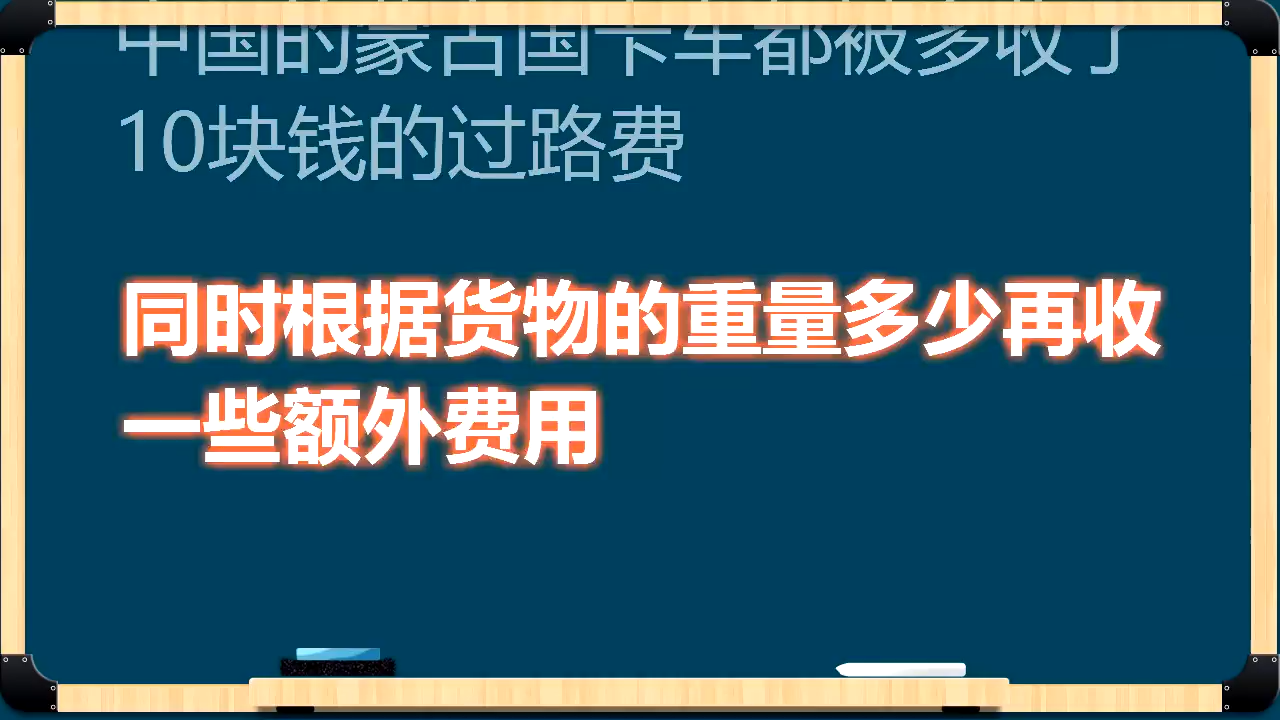 中国的蒙古国卡车都被多收了
10块钱的过路费
同时根据货物的重量多少再收
一些额外费用